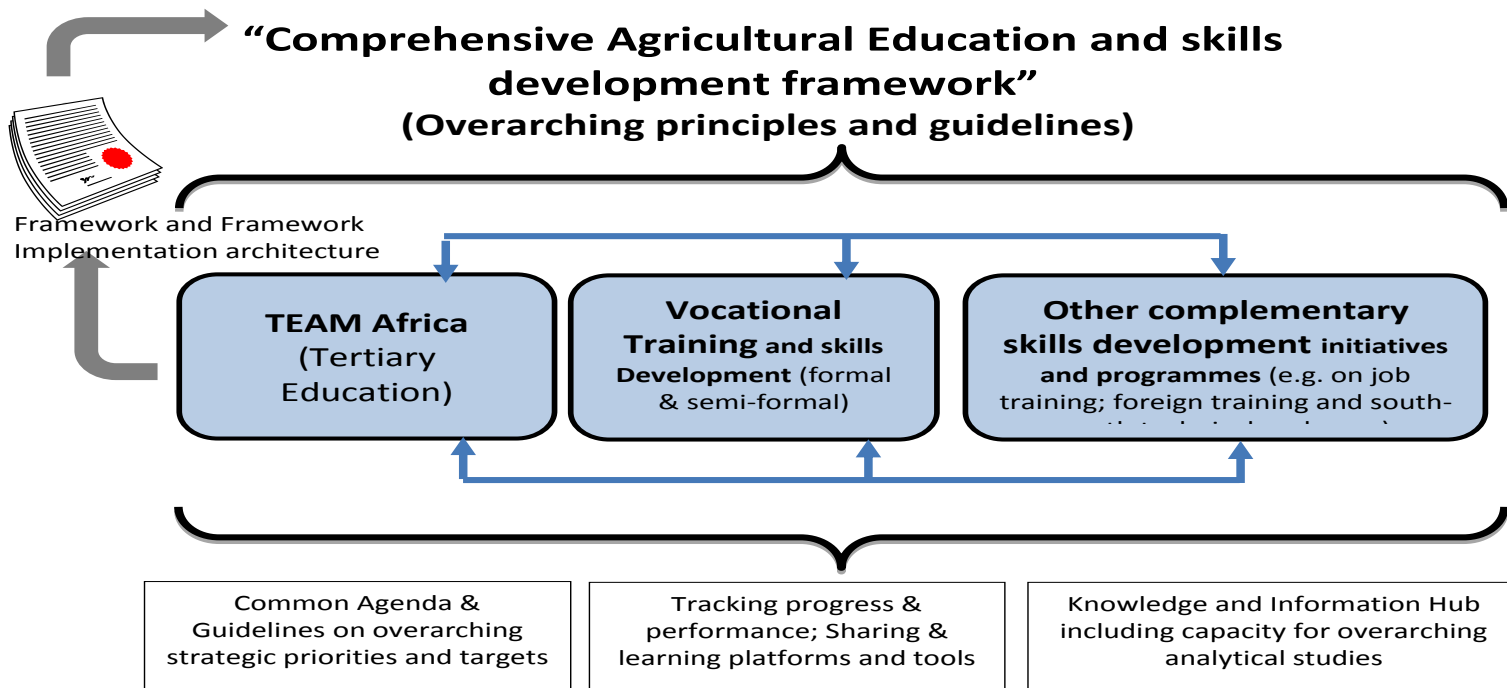 “Comprehensive Agricultural Education and skills
development framework”
(Overarching principles and guidelines)
Framework and Framework
Implementation architecture
TEAM Africa
(Tertiary
Education)
Vocational
Training and skills
Development (formal
& semi-formal)
Other complementary
skills development initiatives
and programmes (e.g. on job
training; foreign training and south-
Common Agenda &
Guidelines on overarching
strategic priorities and targets
Tracking progress &
performance; Sharing &
learning platforms and tools
Knowledge and Information Hub
including capacity for overarching
analytical studies